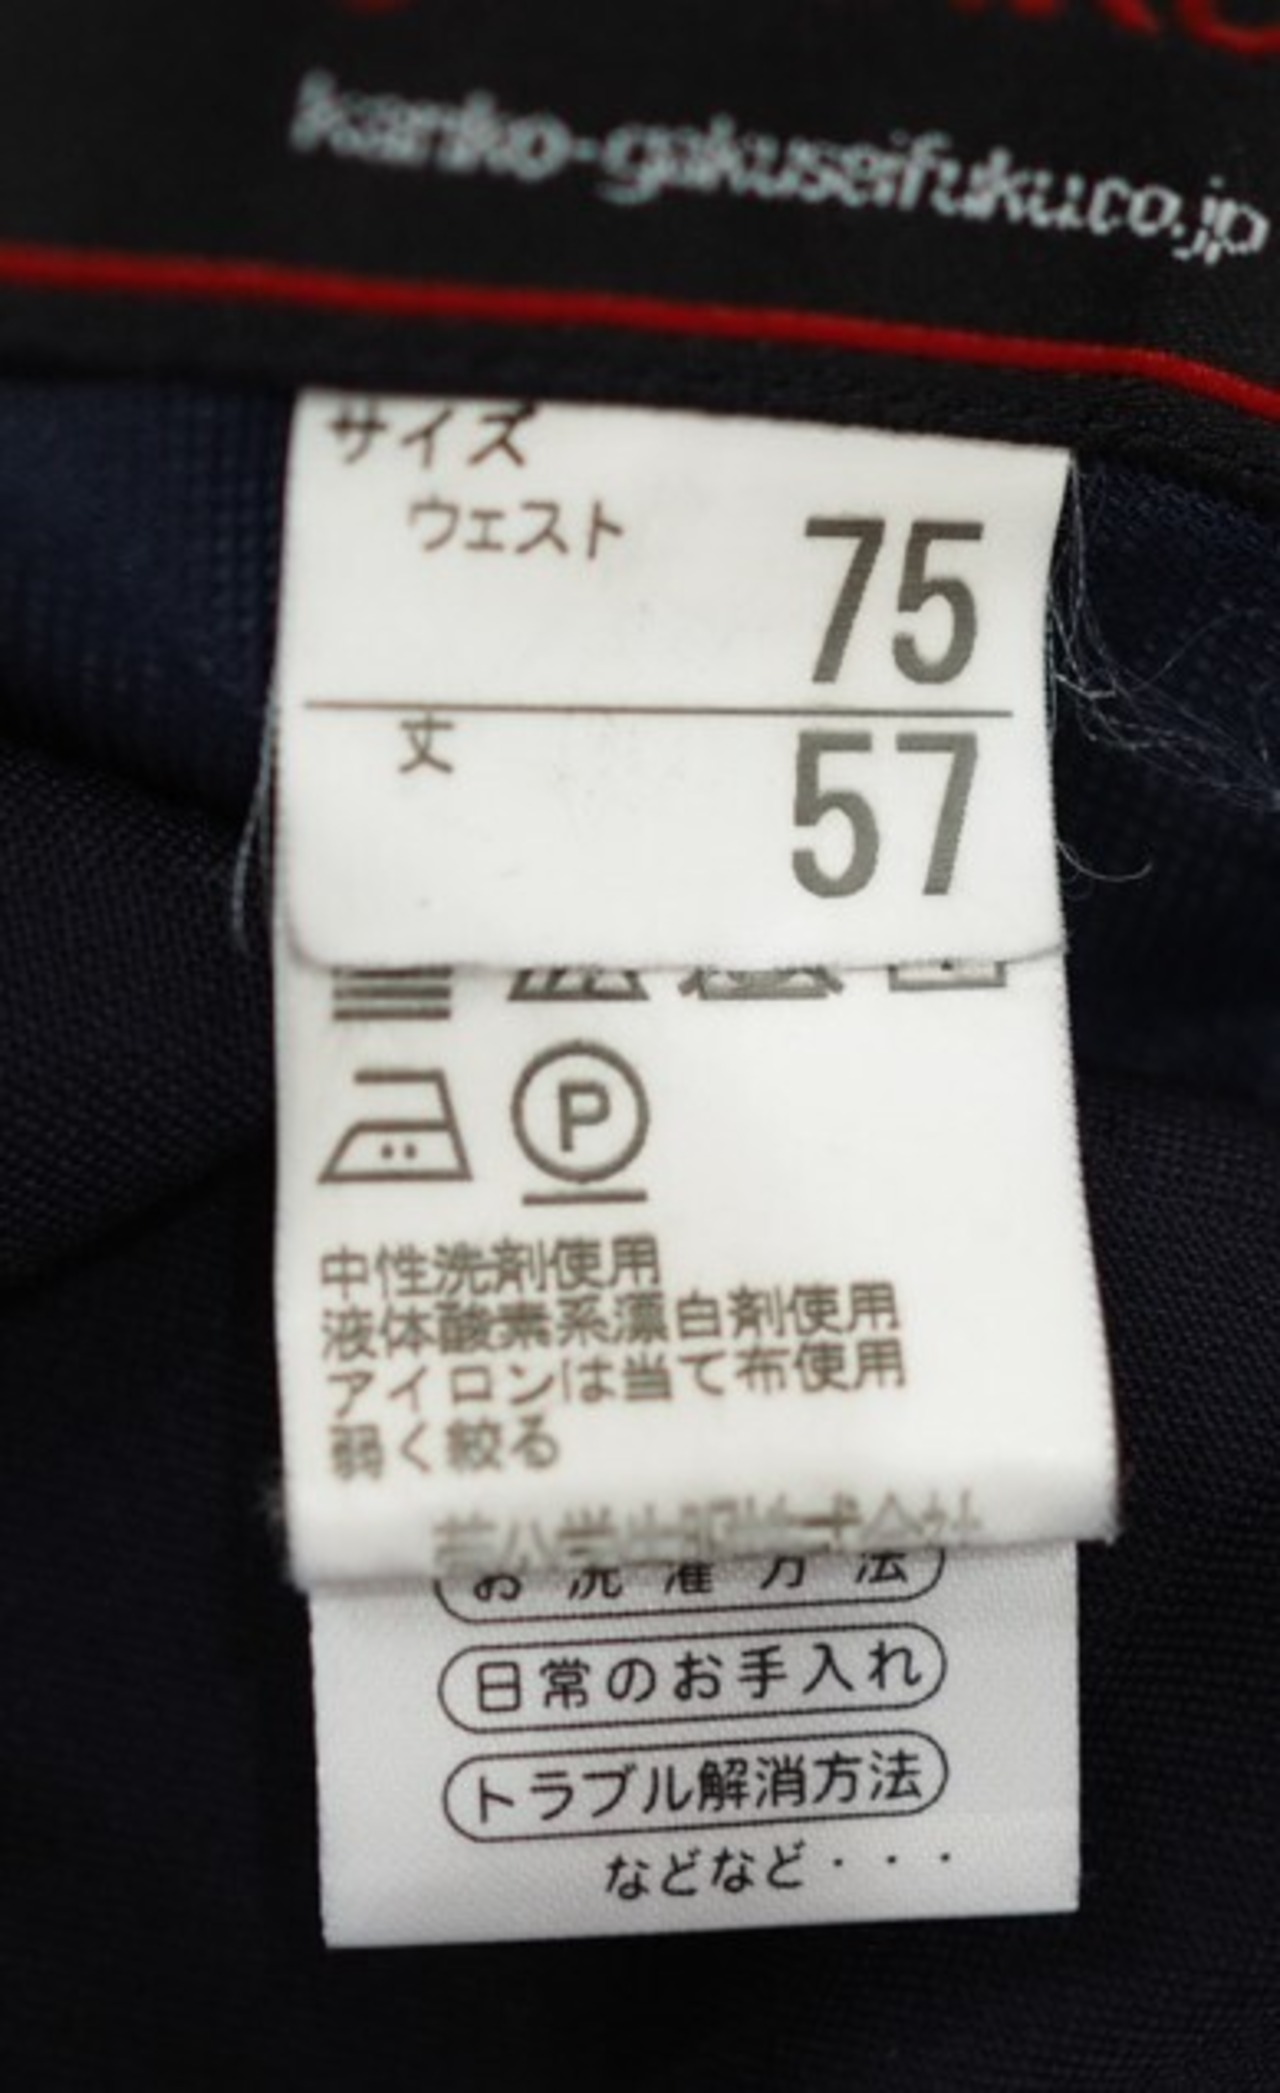 kanko-gakuseifuku.co.jp
サイズ
ウェスト 75
丈 57
P
中性洗剤使用
液体酸素系漂白剤使用
アイロンは当て布使用
弱く絞る
お洗濯方法
日常のお手入れ
トラブル解消方法
などなど・・・